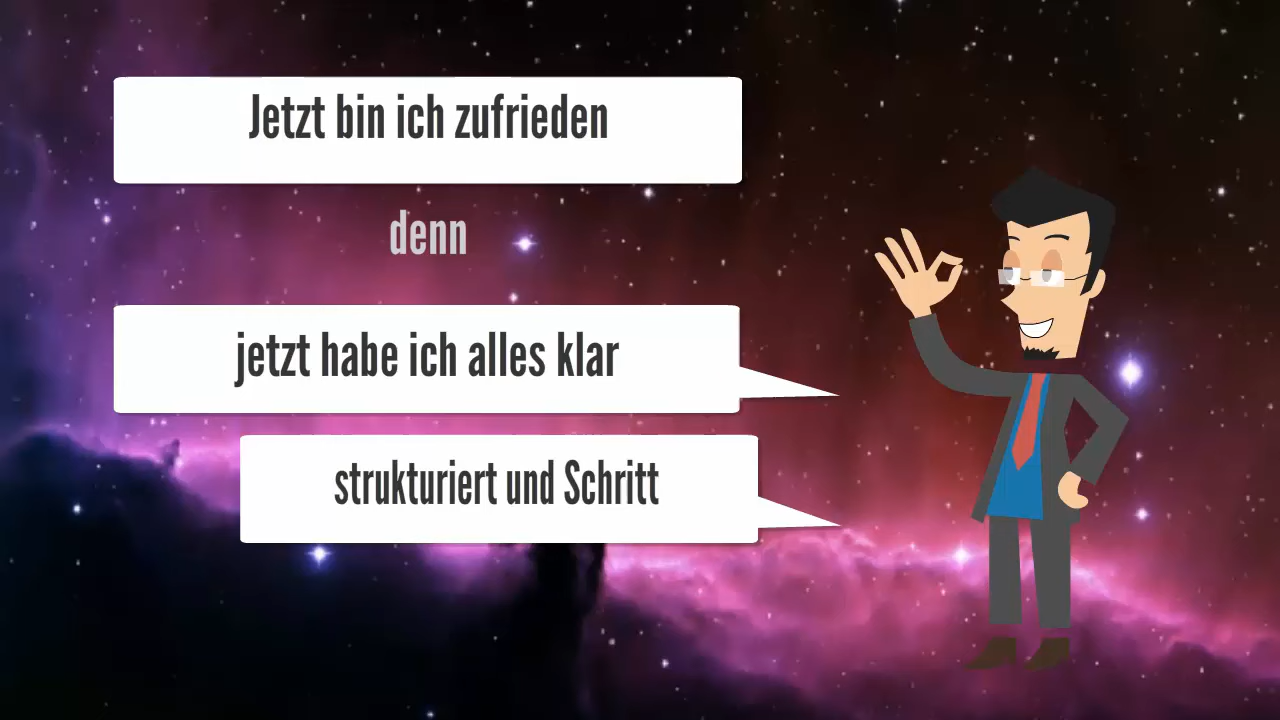 Jetzt bin ich zufrieden
denn
jetzt habe ich alles klar
strukturiert und Schritt